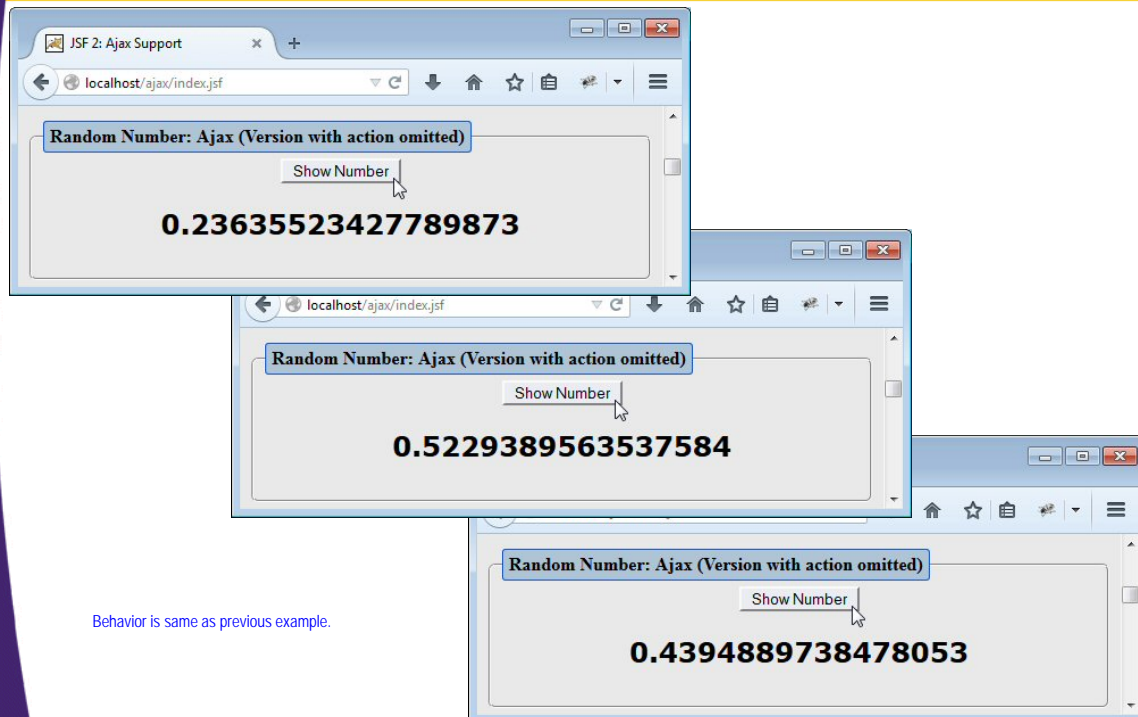 JSF 2: Ajax Support
localhost/ajax/index.jsf
Random Number: Ajax (Version with action omitted)
Show Number
0.23635523427789873
localhost/ajax/index.jsf
Random Number: Ajax (Version with action omitted)
Show Number
0.5229389563537584
Random Number: Ajax (Version with action omitted)
Show Number
0.4394889738478053
Behavior is same as previous example.